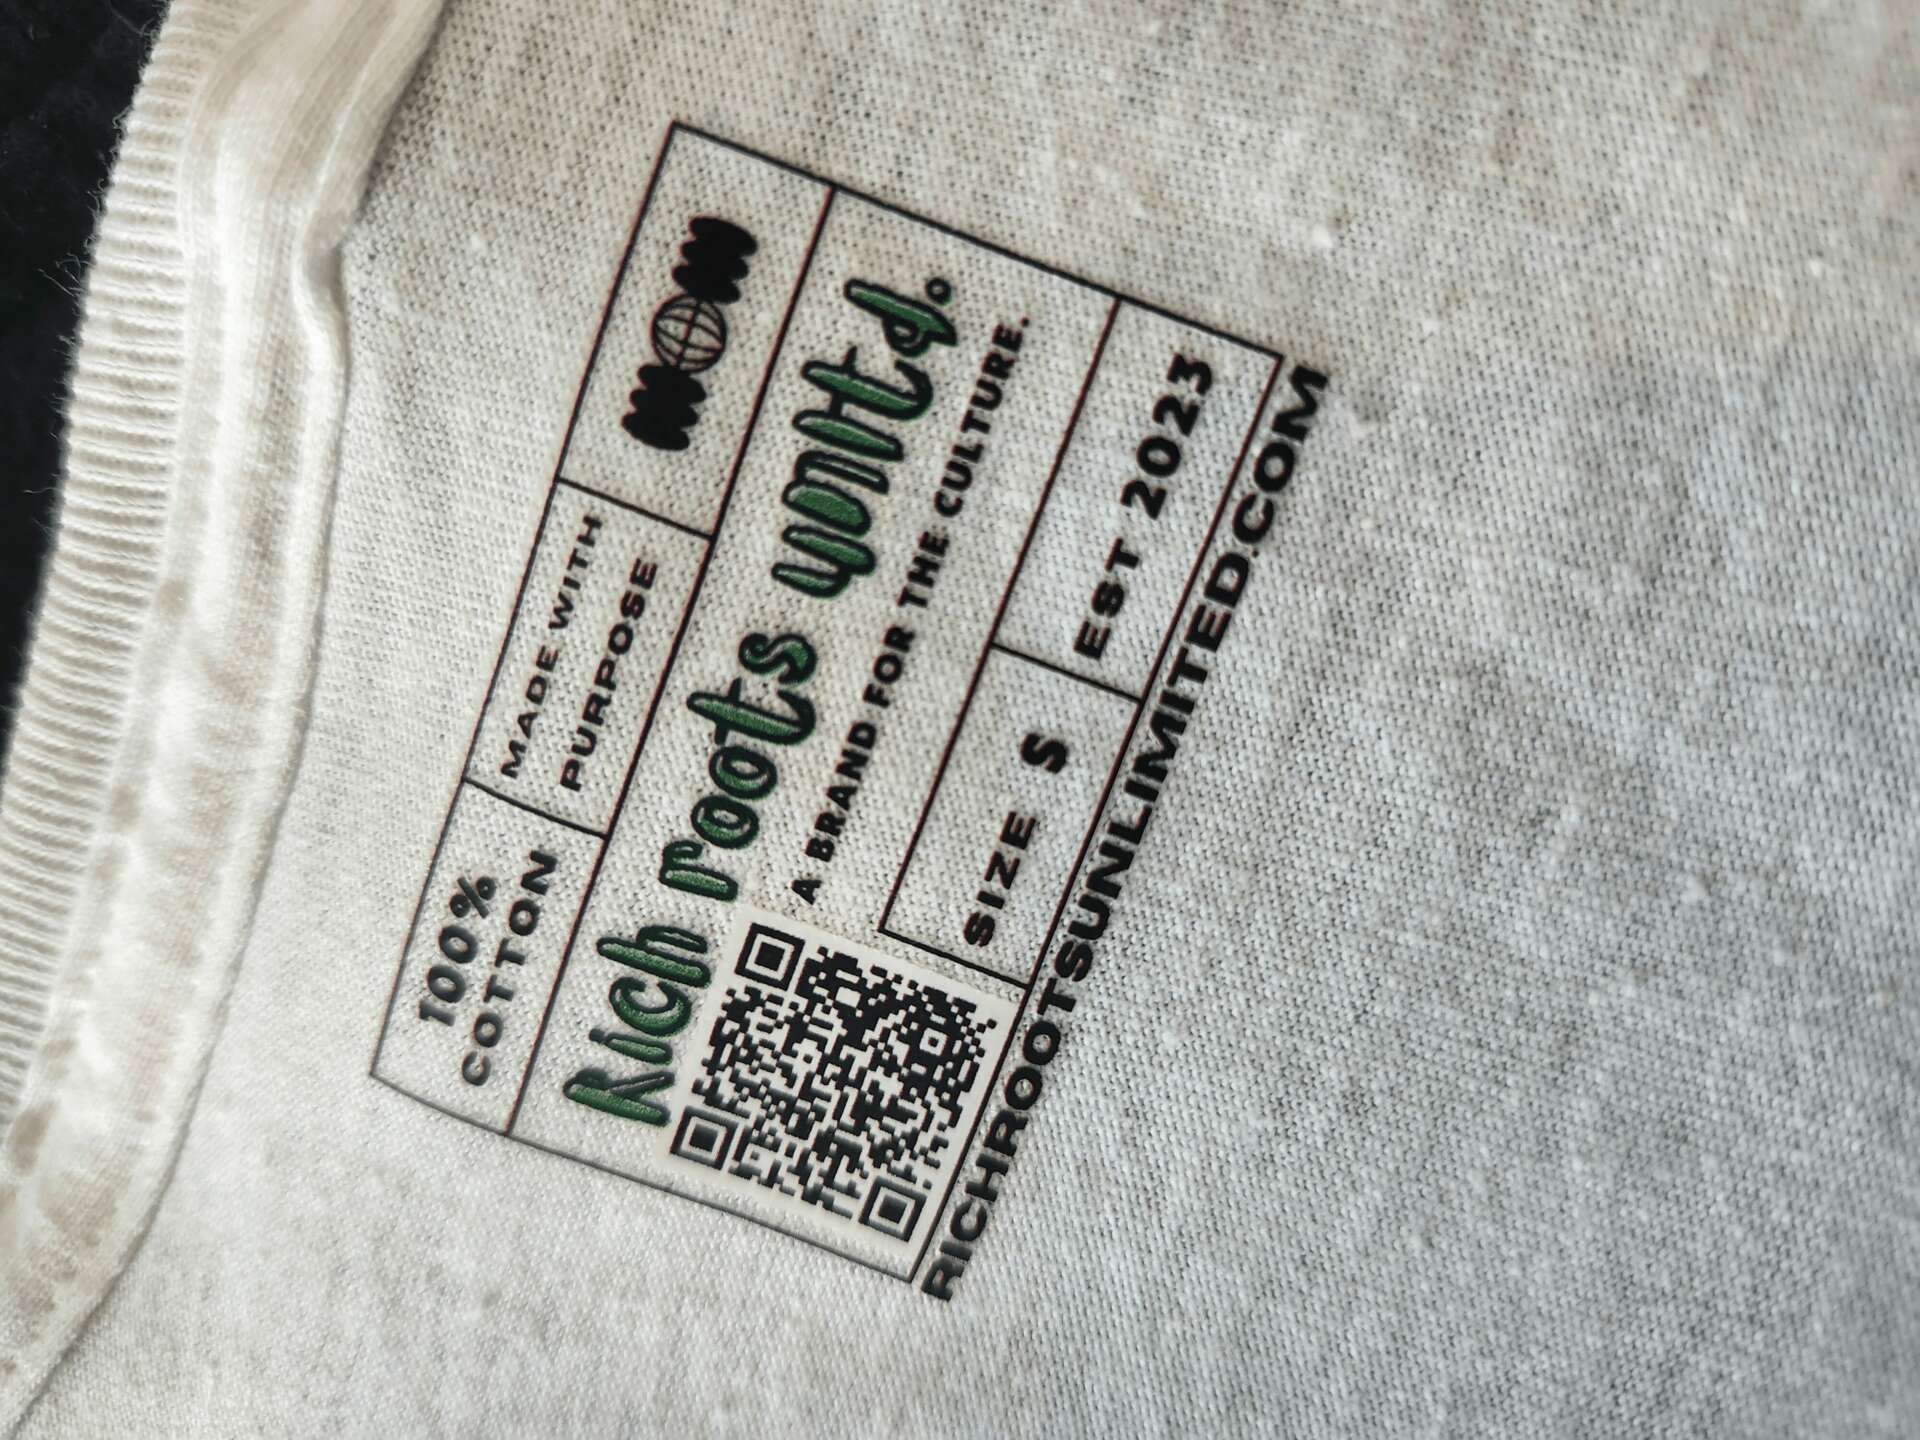 100%
COTTON
MADE WITH
PURPOSE
Rich roots unltd.
A BRAND FOR THE CULTURE.
SIZE S
EST 2023
RICHROOTSUNLIMITED.COM